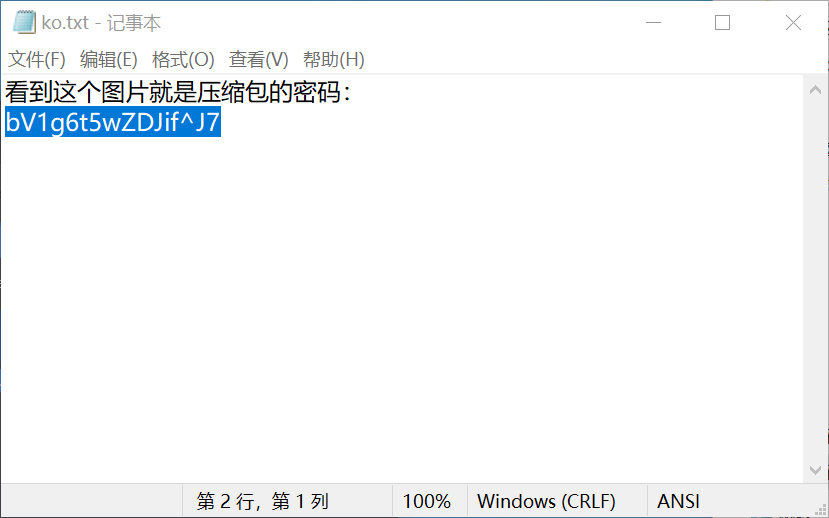 ko.txt - 记事本
文件(F) 编辑(E) 格式(O) 查看(V) 帮助(H)
看到这个图片就是压缩包的密码：
bV1g6t5wZDJif^J7
第 2 行，第 1 列 100% Windows (CRLF) ANSI